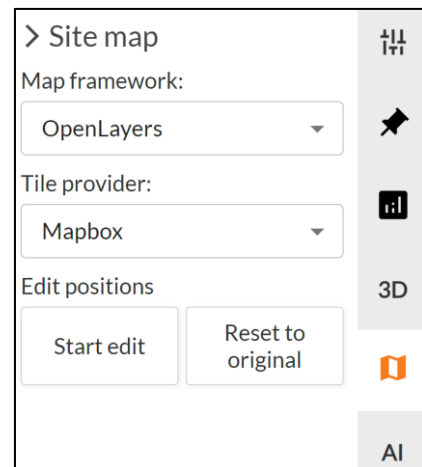 Site map
Map framework:
OpenLayers
Tile provider:
Mapbox
Edit positions
Start edit
Reset to
original
3D
AI